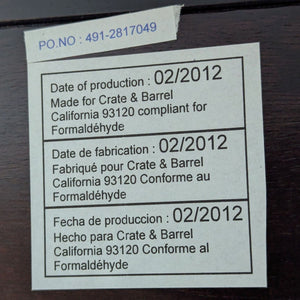 PO.NO : 491-2817049
Date of production : 02/2012
Made for Crate & Barrel
California 93120 compliant for
Formaldéhyde
Date de fabrication : 02/2012
Fabriqué pour Crate & Barrel
California 93120 Conforme au
Formaldéhyde
Fecha de produccion : 02/2012
Hecho para Crate & Barrel
California 93120 Conforme al
Formaldéhyde